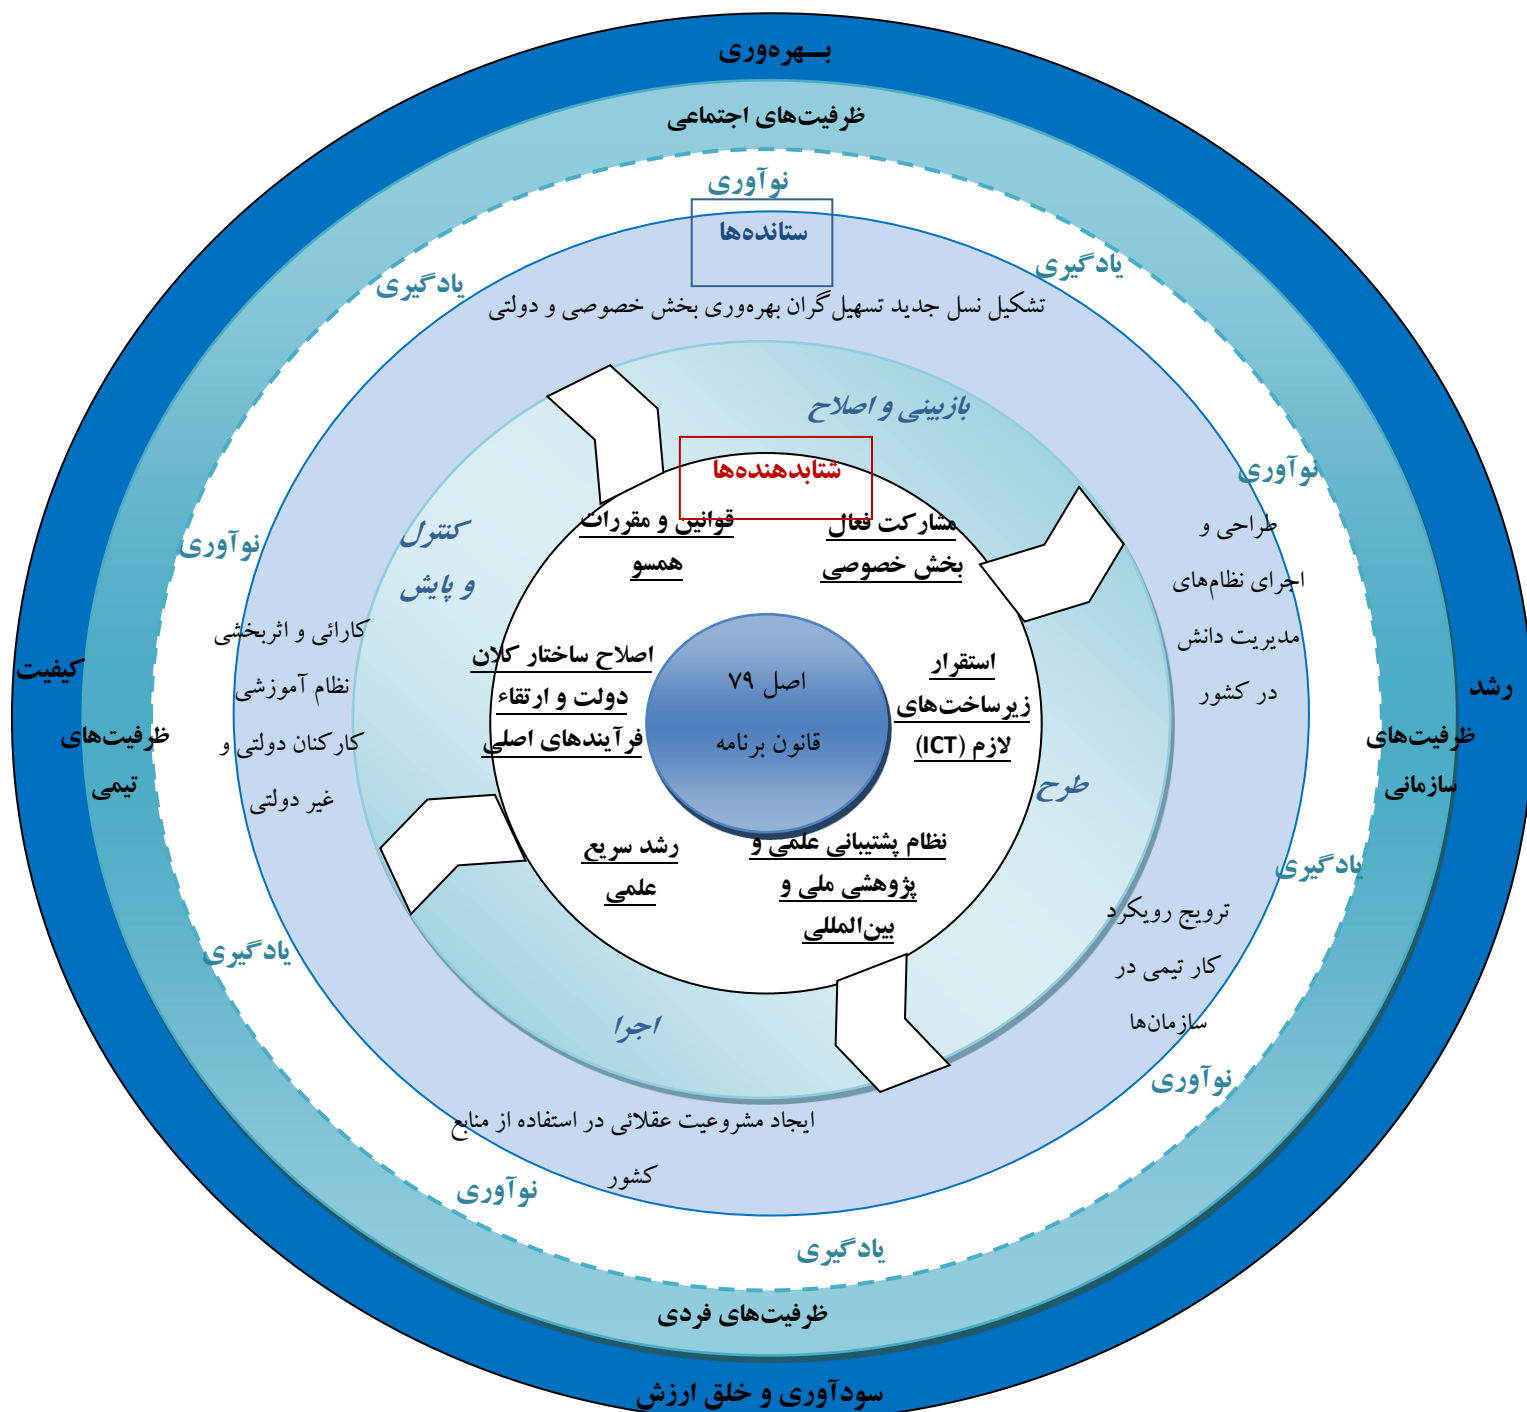 بــهره‌وری
ظرفیت‌های اجتماعی
نوآوری
ستانده‌ها
یادگیری
یادگیری
تشکیل نسل جدید تسهیل‌گران بهره‌وری بخش خصوصی و دولتی
بازبینی و اصلاح
شتابدهنده‌ها
مشارکت فعال
بخش خصوصی
قوانین و مقررات
همسو
کنترل
و پایش
نوآوری
طراحی و
اجرای نظام‌های
مدیریت دانش
در کشور
نوآوری
کارائی و اثربخشی
نظام آموزشی
کارکنان دولتی و
غیر دولتی
استقرار
زیرساخت‌های
لازم (ICT)
اصل ۷۹
قانون برنامه
اصلاح ساختار کلان
دولت و ارتقاء
فرآیندهای اصلی
رشد
ظرفیت‌های
سازمانی
کیفیت
ظرفیت‌های
تیمی
طرح
نظام پشتیبانی علمی و
پژوهشی ملی و
بین‌المللی
رشد سریع
علمی
یادگیری
ترویج رویکرد
کار تیمی در
سازمان‌ها
یادگیری
اجرا
نوآوری
ایجاد مشروعیت عقلائی در استفاده از منابع
کشور
نوآوری
یادگیری
ظرفیت‌های فردی
سودآوری و خلق ارزش